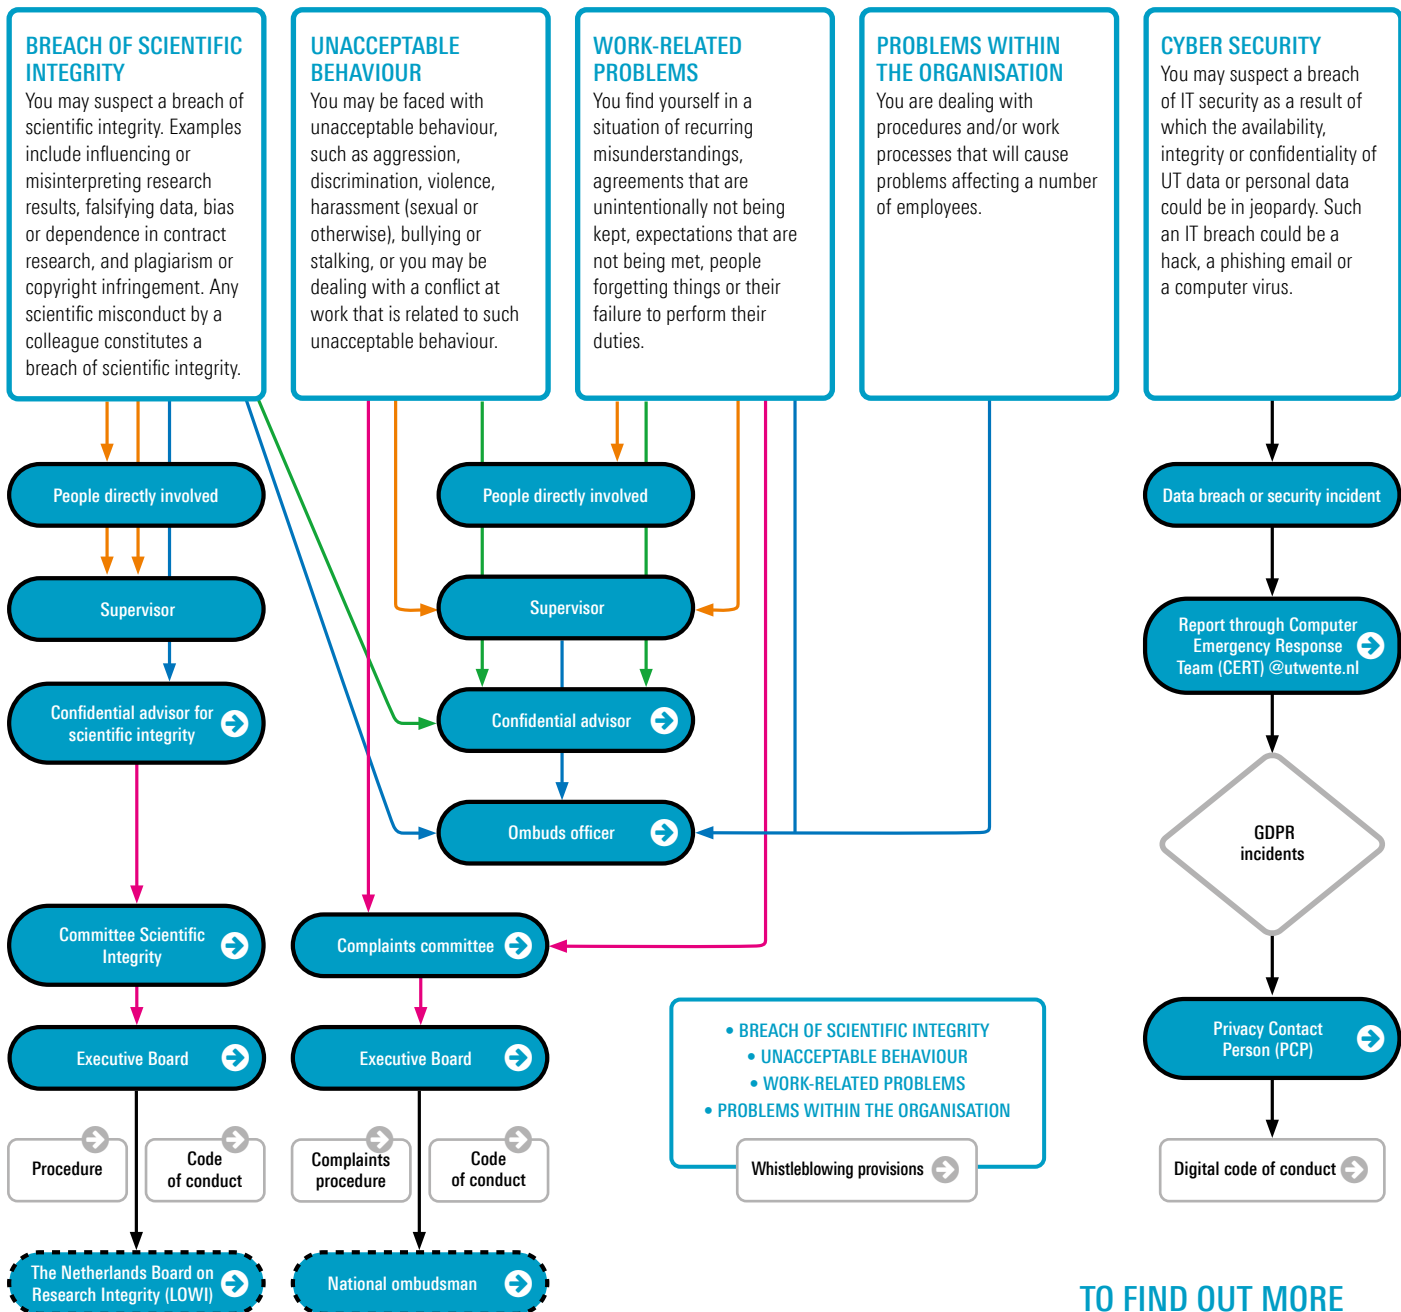 BREACH OF SCIENTIFIC
INTEGRITY
You may suspect a breach of
scientific integrity. Examples
include influencing or
misinterpreting research
results, falsifying data, bias
or dependence in contract
research, and plagiarism or
copyright infringement. Any
scientific misconduct by a
colleague constitutes a
breach of scientific integrity.
UNACCEPTABLE
BEHAVIOUR
You may be faced with
unacceptable behaviour,
such as aggression,
discrimination, violence,
harassment (sexual or
otherwise), bullying or
stalking, or you may be
dealing with a conflict at
work that is related to such
unacceptable behaviour.
WORK-RELATED
PROBLEMS
You find yourself in a
situation of recurring
misunderstandings,
agreements that are
unintentionally not being
kept, expectations that are
not being met, people
forgetting things or their
failure to perform their
duties.
PROBLEMS WITHIN
THE ORGANISATION
You are dealing with
procedures and/or work
processes that will cause
problems affecting a number
of employees.
CYBER SECURITY
You may suspect a breach
of IT security as a result of
which the availability,
integrity or confidentiality of
UT data or personal data
could be in jeopardy. Such
an IT breach could be a
hack, a phishing email or
a computer virus.
People directly involved
People directly involved
Data breach or security incident
Supervisor
Supervisor
Report through Computer
Emergency Response
Team (CERT) @utwente.nl
Confidential advisor for
scientific integrity
Confidential advisor
Ombuds officer
GDPR
incidents
Committee Scientific
Integrity
Complaints committee
Executive Board
Executive Board
• BREACH OF SCIENTIFIC INTEGRITY
• UNACCEPTABLE BEHAVIOUR
• WORK-RELATED PROBLEMS
• PROBLEMS WITHIN THE ORGANISATION
Privacy Contact
Person (PCP)
Procedure
Code
of conduct
Complaints
procedure
Code
of conduct
Whistleblowing provisions
Digital code of conduct
The Netherlands Board on
Research Integrity (LOWI)
National ombudsman
TO FIND OUT MORE